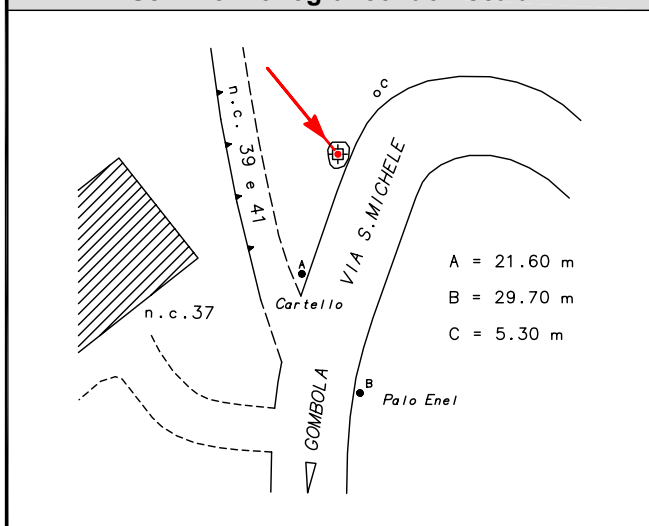 C
n.c. 39 e 41
VIA S.MICHELE
A
Cartello
A = 21.60 m
B = 29.70 m
C = 5.30 m
n.c.37
B
Palo Enel
GOMBOLA